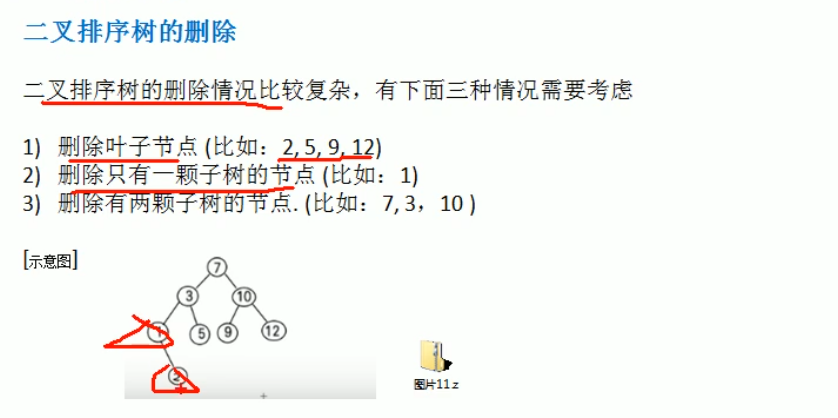 二叉排序树的删除
二叉排序树的删除情况比较复杂，有下面三种情况需要考虑
1) 删除叶子节点 (比如：2, 5, 9, 12)
2) 删除只有一颗子树的节点 (比如：1)
3) 删除有两颗子树的节点. (比如：7, 3，10 )
[示意图]
7
3 10
1 5 9 12
2
图片11.z